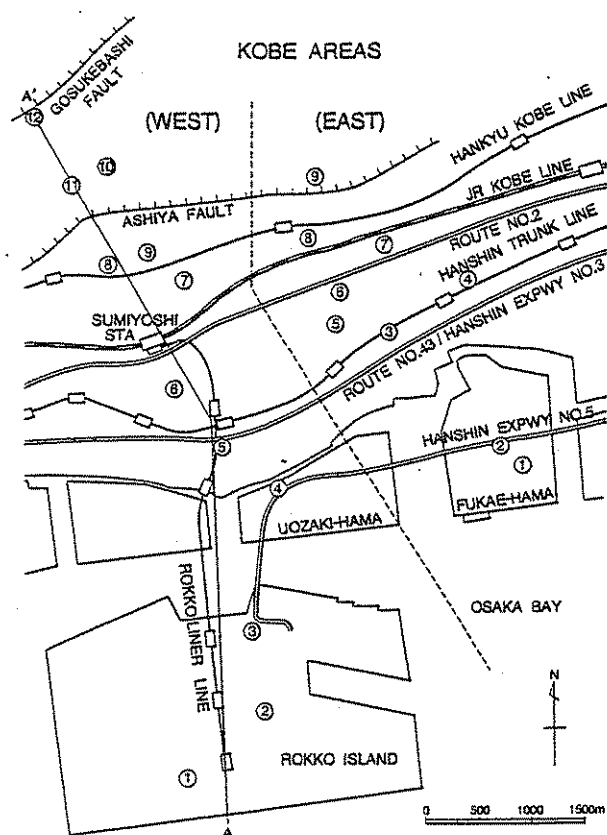 KOBE AREAS
(WEST)
(EAST)
A'
GOSUKEBASHI
FAULT
⑫
⑪
⑩
⑨
ASHIYA FAULT
HANKYU KOBE LINE
JR KOBE LINE
ROUTE NO.2
HANSHIN TRUNK LINE
ROUTE NO.43 / HANSHIN EXPWY NO.3
⑧
⑨
⑦
⑧
⑦
⑥
⑤
④
③
SUMIYOSHI
STA
⑥
⑤
④
HANSHIN EXPWY NO.5
②
①
UOZAKI-HAMA
FUKAE-HAMA
ROKKO LINER LINE
③
OSAKA BAY
②
①
ROKKO ISLAND
A
N
0 500 1000 1500m